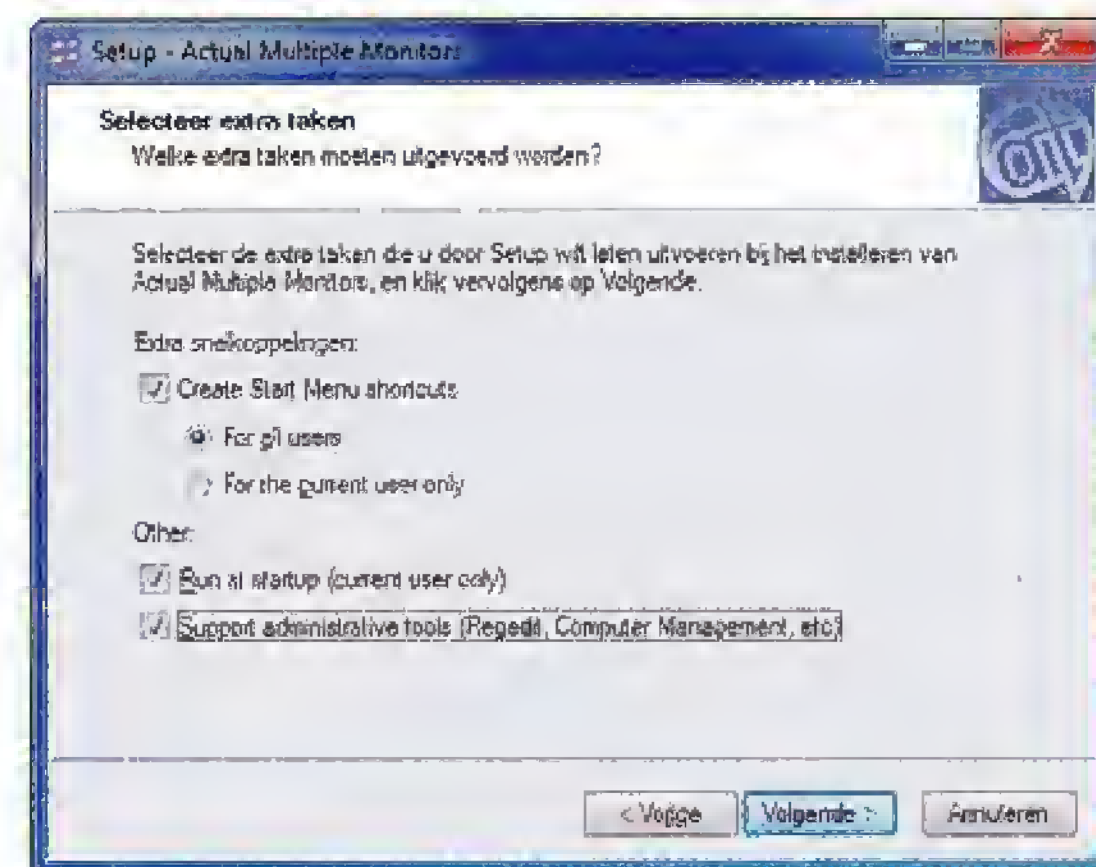 Setup - Actual Multiple Monitors
Selecteer extra taken
Welke extra taken moeten uitgevoerd worden?
Selecteer de extra taken die u door Setup wilt laten uitvoeren bij het installeren van
Actual Multiple Monitors, en klik vervolgens op Volgende.
Extra snelkoppelingen:
Create Start Menu shortcuts
For all users
For the current user only
Other:
Run at startup (current user only)
Support administrative tools (Regedit, Computer Management, etc)
< Vorige
Volgende >
Annuleren